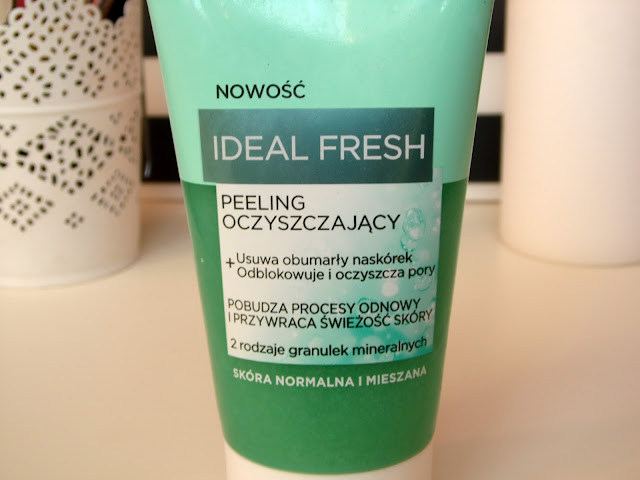 NOWOŚĆ
IDEAL FRESH
PEELING
OCZYSZCZAJĄCY
+ Usuwa obumarły naskórek
Odblokowuje i oczyszcza pory
POBUDZA PROCESY ODNOWY
I PRZYWRACA ŚWIEŻOŚĆ SKÓRY
2 rodzaje granulek mineralnych
SKÓRA NORMALNA I MIESZANA